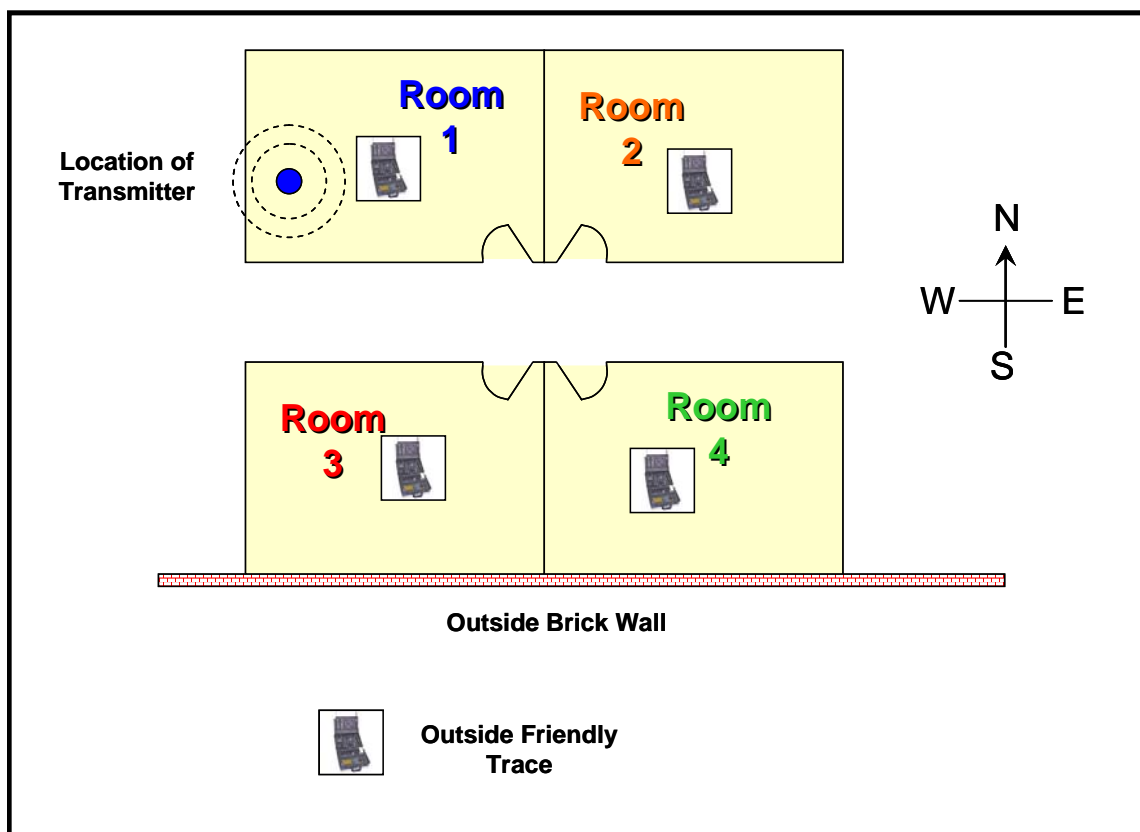 Room
1
Room
2
Location of
Transmitter
N
W
E
S
Room
3
Room
4
Outside Brick Wall
Outside Friendly
Trace